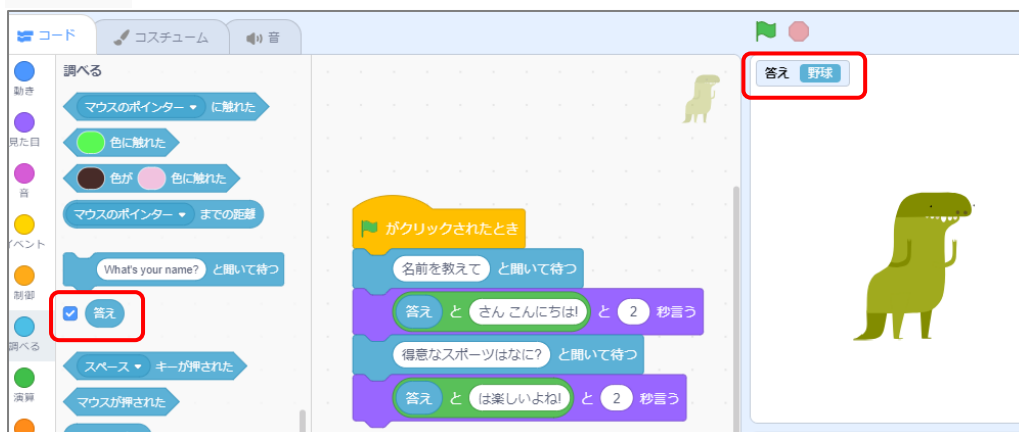 コード
コスチューム
音
答え 野球
動き
見た目
音
イベント
制御
調べる
演算
調べる
マウスのポインター に触れた
色に触れた
色が 色に触れた
マウスのポインター までの距離
What's your name? と聞いて待つ
答え
スペース キーが押された
マウスが押された
がクリックされたとき
名前を教えて と聞いて待つ
答え と さん こんにちは! と 2 秒言う
得意なスポーツはなに? と聞いて待つ
答え と は楽しいよね! と 2 秒言う